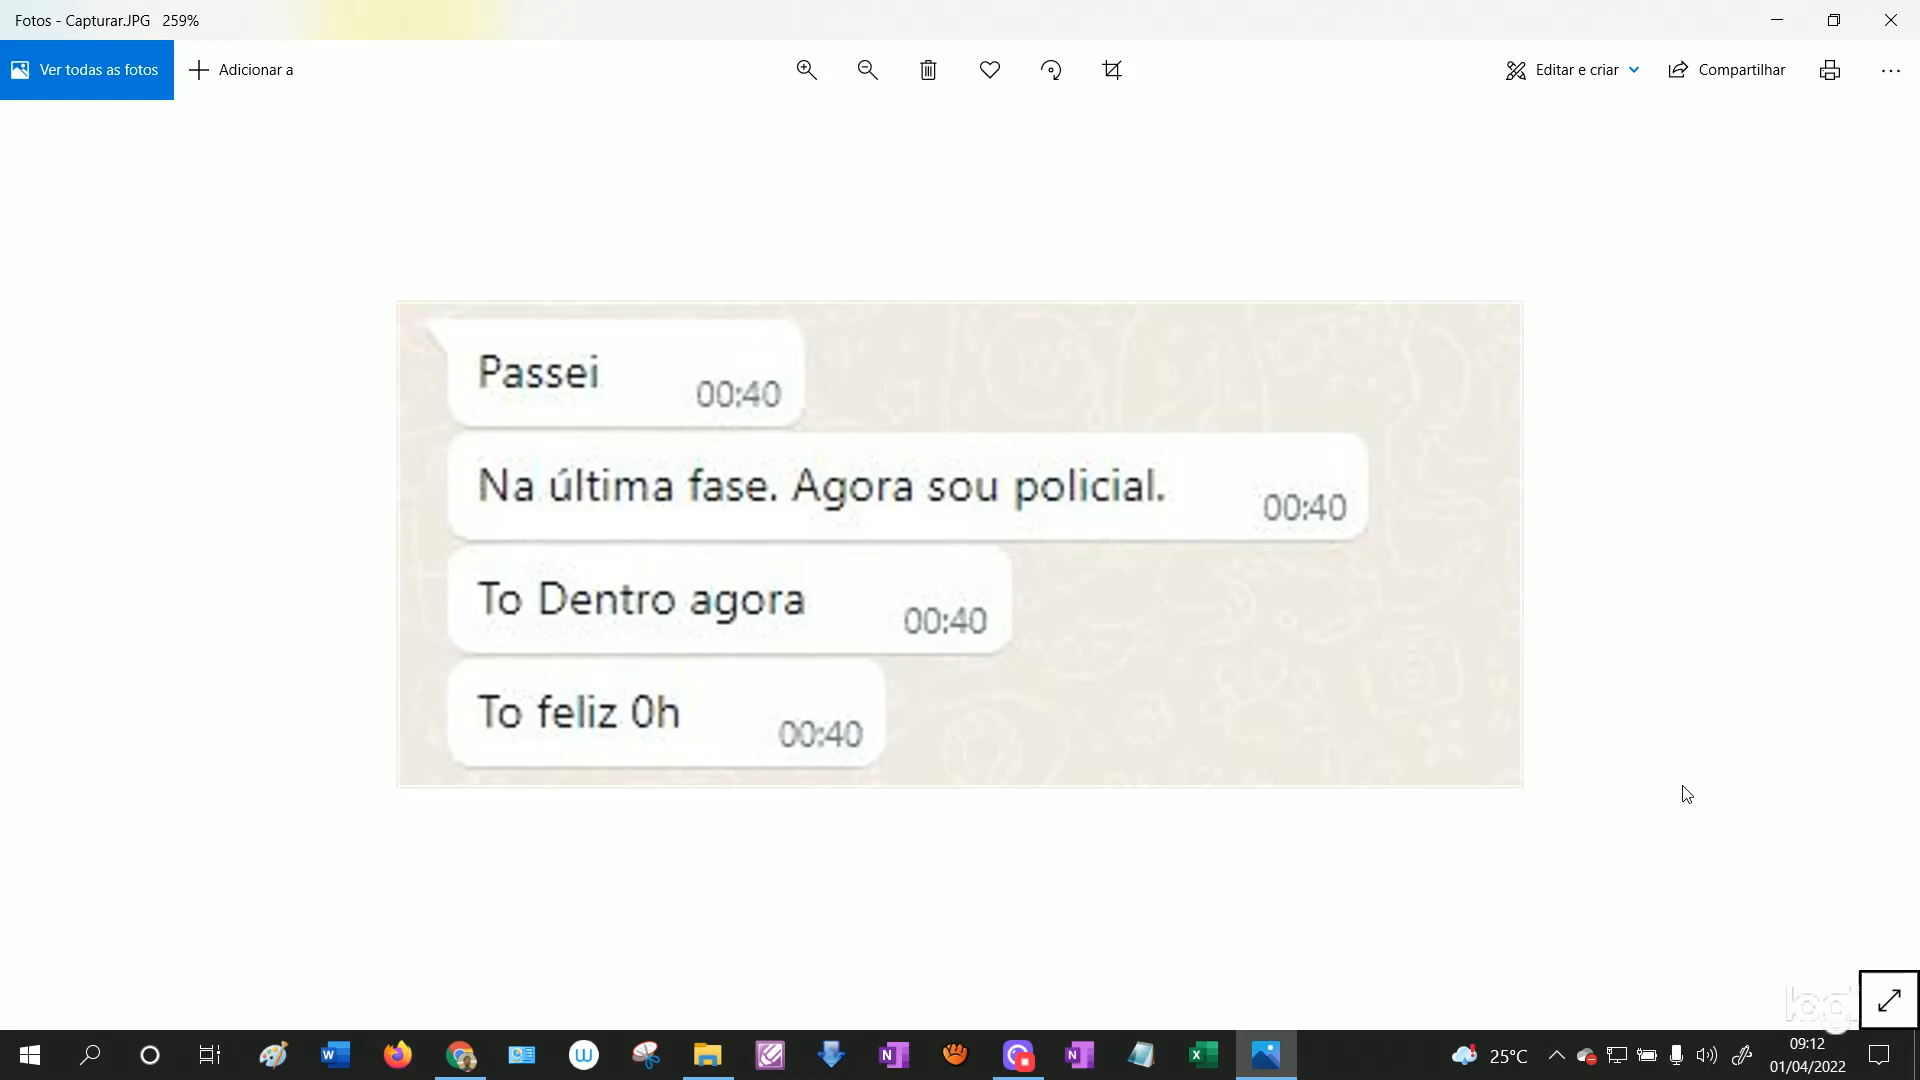 Fotos - Capturar.JPG 259%
Ver todas as fotos
Adicionar a
Editar e criar
Compartilhar
Passei
00:40
Na última fase. Agora sou policial.
00:40
To Dentro agora
00:40
To feliz 0h
00:40
logi
25°C
09:12
01/04/2022